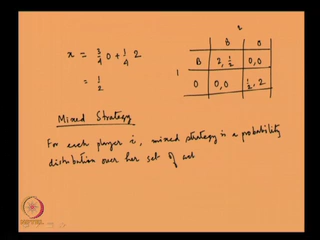 2
x = 3/4 0 + 1/4 2
= 1/2
B O
1 B 2, 1/2 0, 0
O 0, 0 1/2, 2
Mixed Strategy
For each player i, mixed strategy is a probability
distribution over her set of act